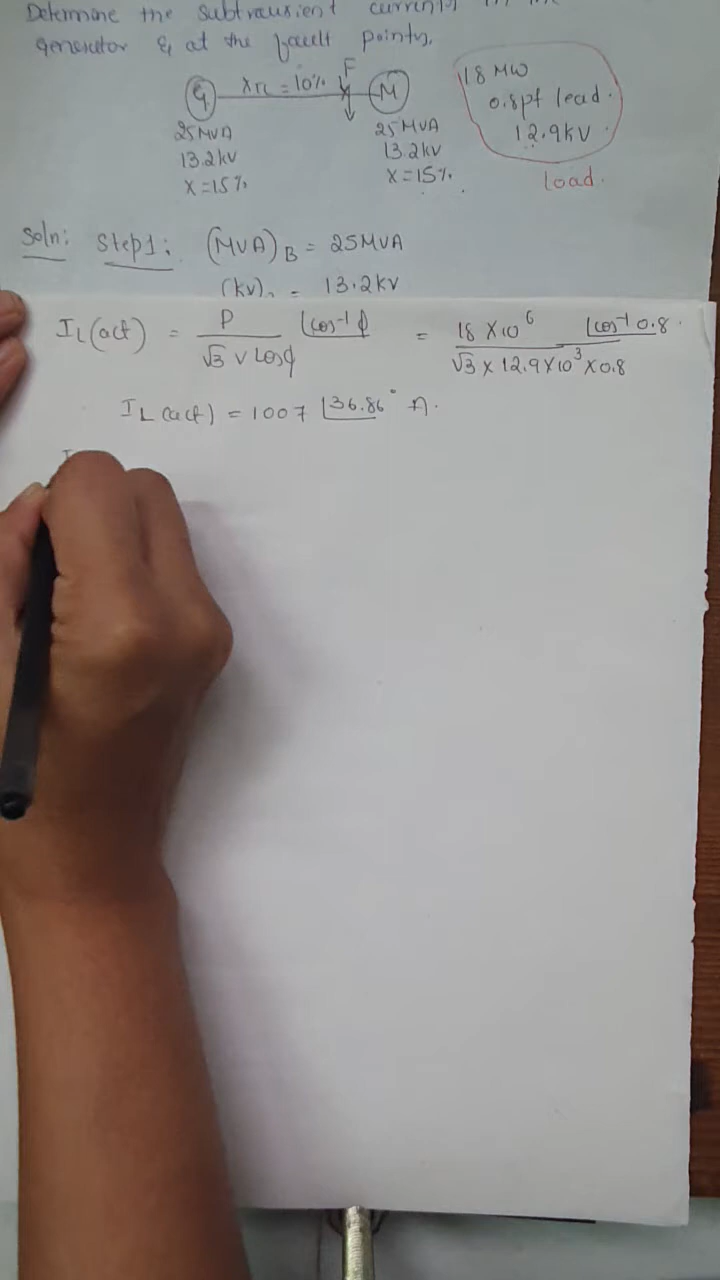 Determine the subtransient currents in the
generator & at the fault points.
F
G XTL = 10% M
25MVA
13.2kV
X=15%
25MVA
13.2kV
X=15%.
18 MW
0.8pf lead.
12.9kV
load.
Soln: Step1: (MVA)B = 25MVA
(kV) = 13.2kV
IL(act) = P ∠cos⁻¹ϕ / √3 V cosϕ = 18×10⁶ ∠cos⁻¹0.8 / √3 × 12.9×10³ × 0.8
IL(act) = 1007 ∠36.86° A.